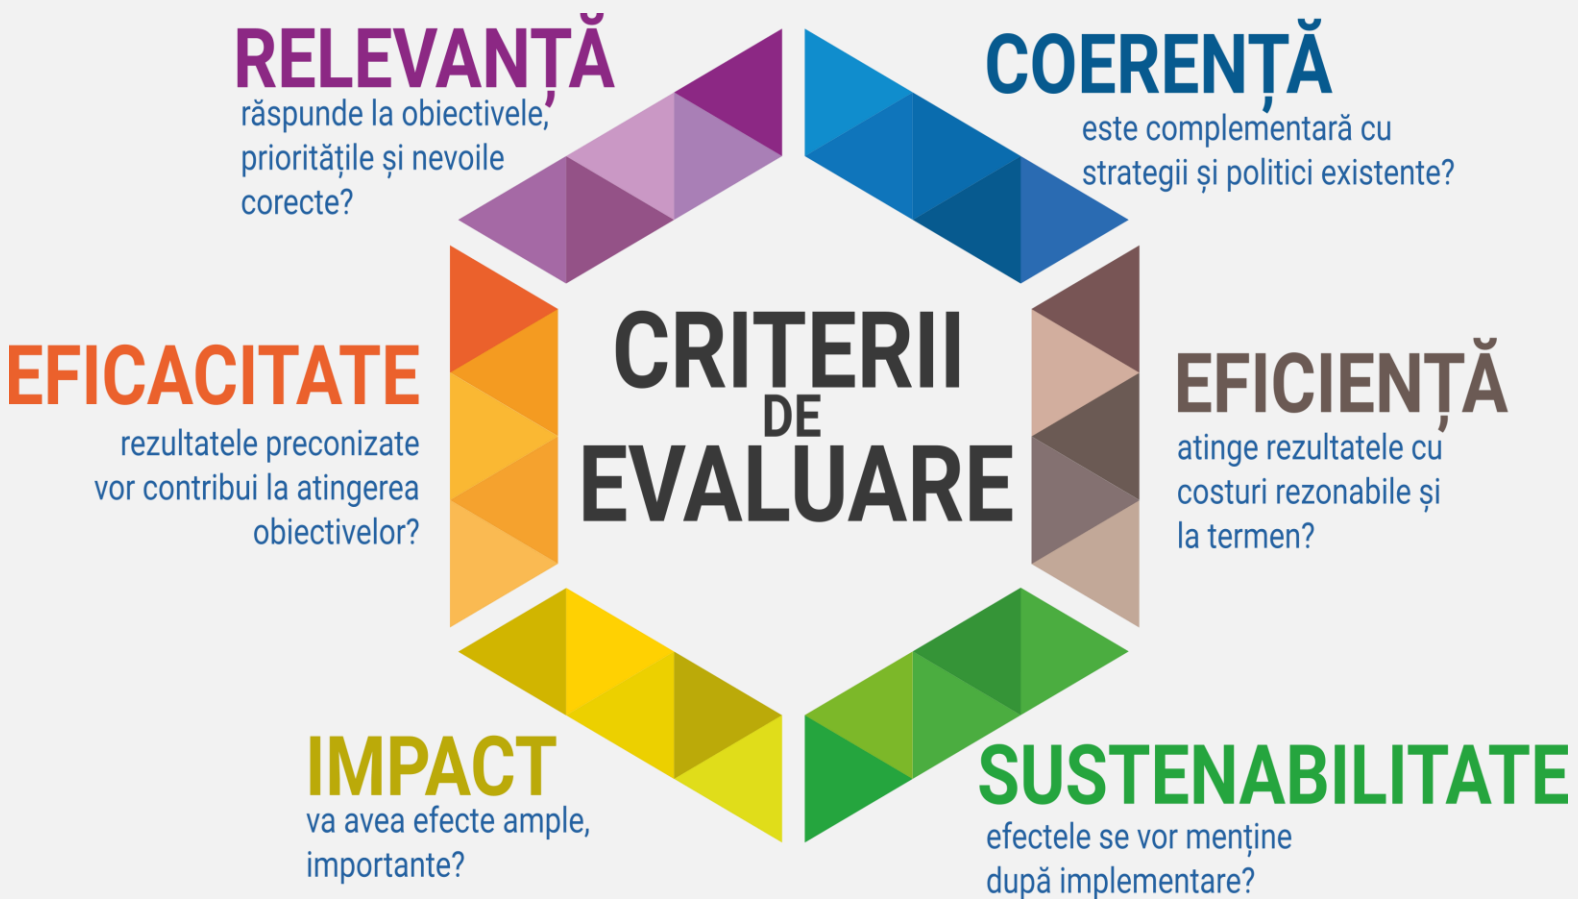 RELEVANȚĂ
răspunde la obiectivele,
prioritățile și nevoile
corecte?
COERENȚĂ
este complementară cu
strategii și politici existente?
EFICACITATE
rezultatele preconizate
vor contribui la atingerea
obiectivelor?
CRITERII
DE
EVALUARE
EFICIENȚĂ
atinge rezultatele cu
costuri rezonabile și
la termen?
IMPACT
va avea efecte ample,
importante?
SUSTENABILITATE
efectele se vor menține
după implementare?